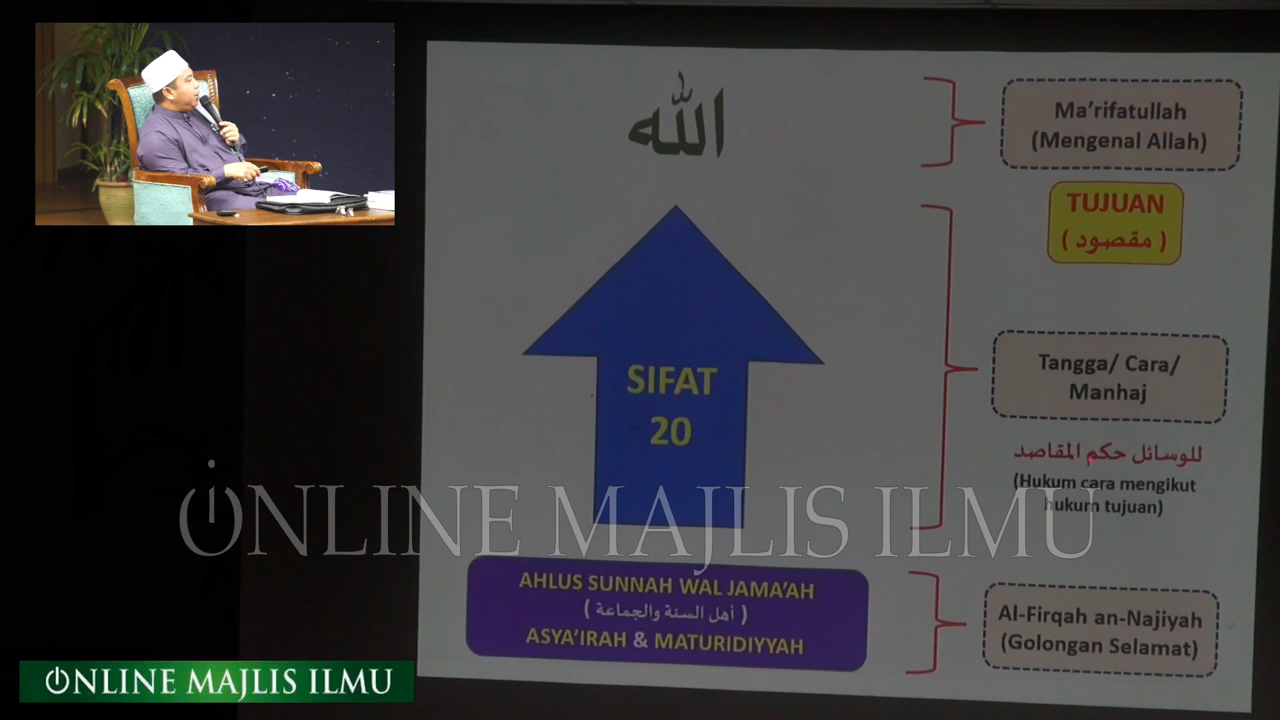 الله
Ma'rifatullah
(Mengenal Allah)
TUJUAN
( مقصود )
SIFAT
20
Tangga/ Cara/
Manhaj
للوسائل حكم المقاصد
(Hukum cara mengikut
hukum tujuan)
AHLUS SUNNAH WAL JAMA'AH
( أهل السنة والجماعة )
ASYA'IRAH & MATURIDIYYAH
Al-Firqah an-Najiyah
(Golongan Selamat)
ONLINE MAJLIS ILMU
ONLINE MAJLIS ILMU